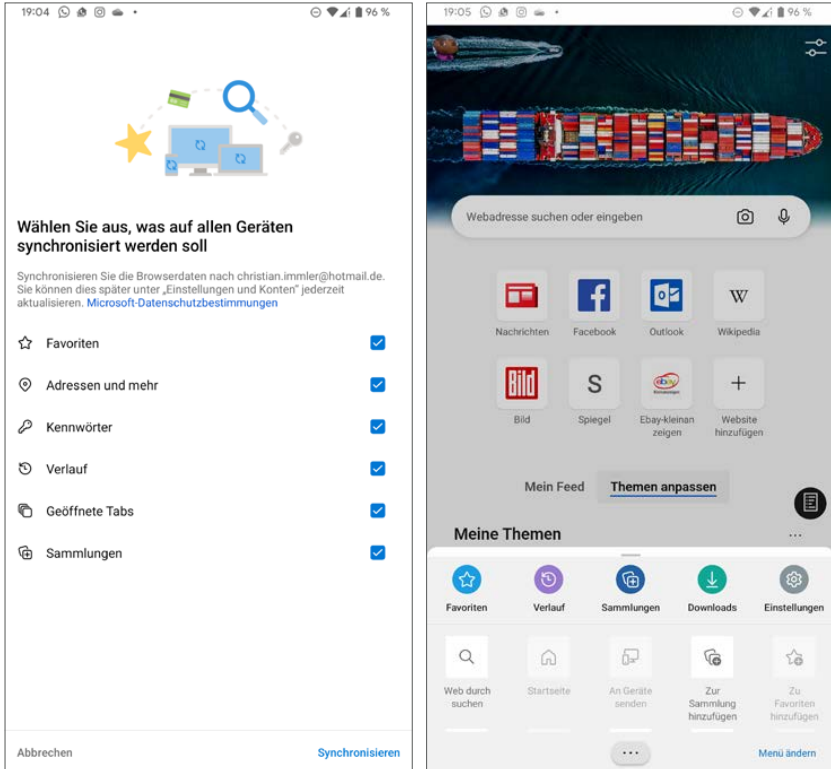 19:04
96 %
Wählen Sie aus, was auf allen Geräten
synchronisiert werden soll
Synchronisieren Sie die Browserdaten nach christian.immler@hotmail.de.
Sie können dies später unter „Einstellungen und Konten" jederzeit
aktualisieren. Microsoft-Datenschutzbestimmungen
Favoriten
Adressen und mehr
Kennwörter
Verlauf
Geöffnete Tabs
Sammlungen
Abbrechen
Synchronisieren
19:05
96 %
Webadresse suchen oder eingeben
Nachrichten
Facebook
Outlook
Wikipedia
W
Bild
S
ebay
Bild
Spiegel
Ebay-kleinan
zeigen
Website
hinzufügen
Mein Feed
Themen anpassen
Meine Themen
Favoriten
Verlauf
Sammlungen
Downloads
Einstellungen
Web durch
suchen
Startseite
An Geräte
senden
Zur
Sammlung
hinzufügen
Zu
Favoriten
hinzufügen
Menü ändern